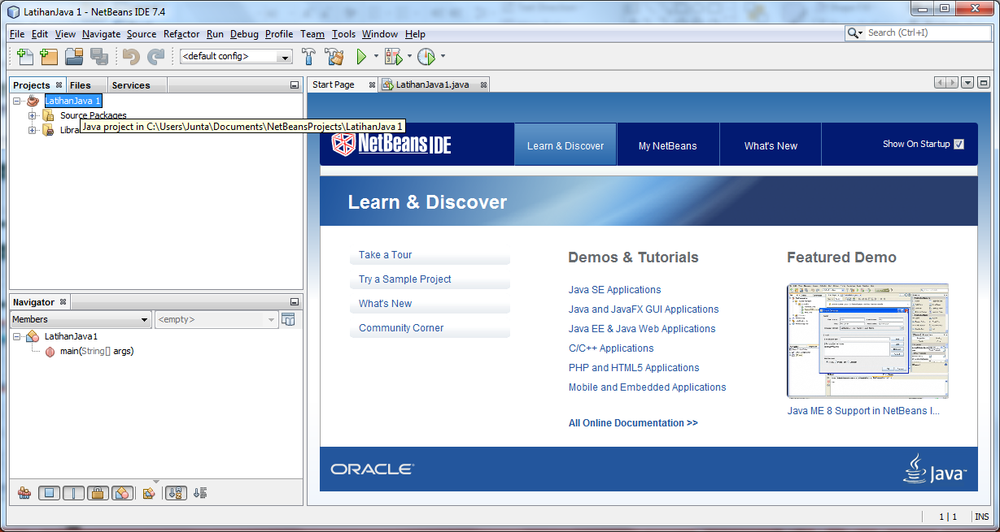 LatihanJava 1 - NetBeans IDE 7.4
File Edit View Navigate Source Refactor Run Debug Profile Team Tools Window Help
Search (Ctrl+I)
<default config>
Projects Files Services
Start Page LatihanJava1.java
LatihanJava 1
Source Packages
Libra
Java project in C:\Users\Junta\Documents\NetBeansProjects\LatihanJava 1
NetBeans IDE
Learn & Discover My NetBeans What's New Show On Startup
Learn & Discover
Take a Tour
Try a Sample Project
What's New
Community Corner
Demos & Tutorials
Java SE Applications
Java and JavaFX GUI Applications
Java EE & Java Web Applications
C/C++ Applications
PHP and HTML5 Applications
Mobile and Embedded Applications
All Online Documentation >>
Featured Demo
Java ME 8 Support in NetBeans I...
Navigator
Members <empty>
LatihanJava1
main(String[] args)
ORACLE
Java
1 | 1 INS